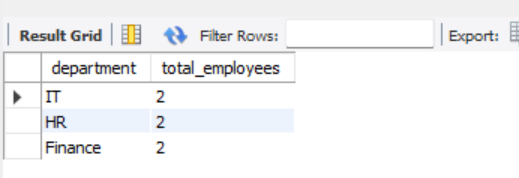 Result Grid Filter Rows: Export:
department total_employees
IT 2
HR 2
Finance 2